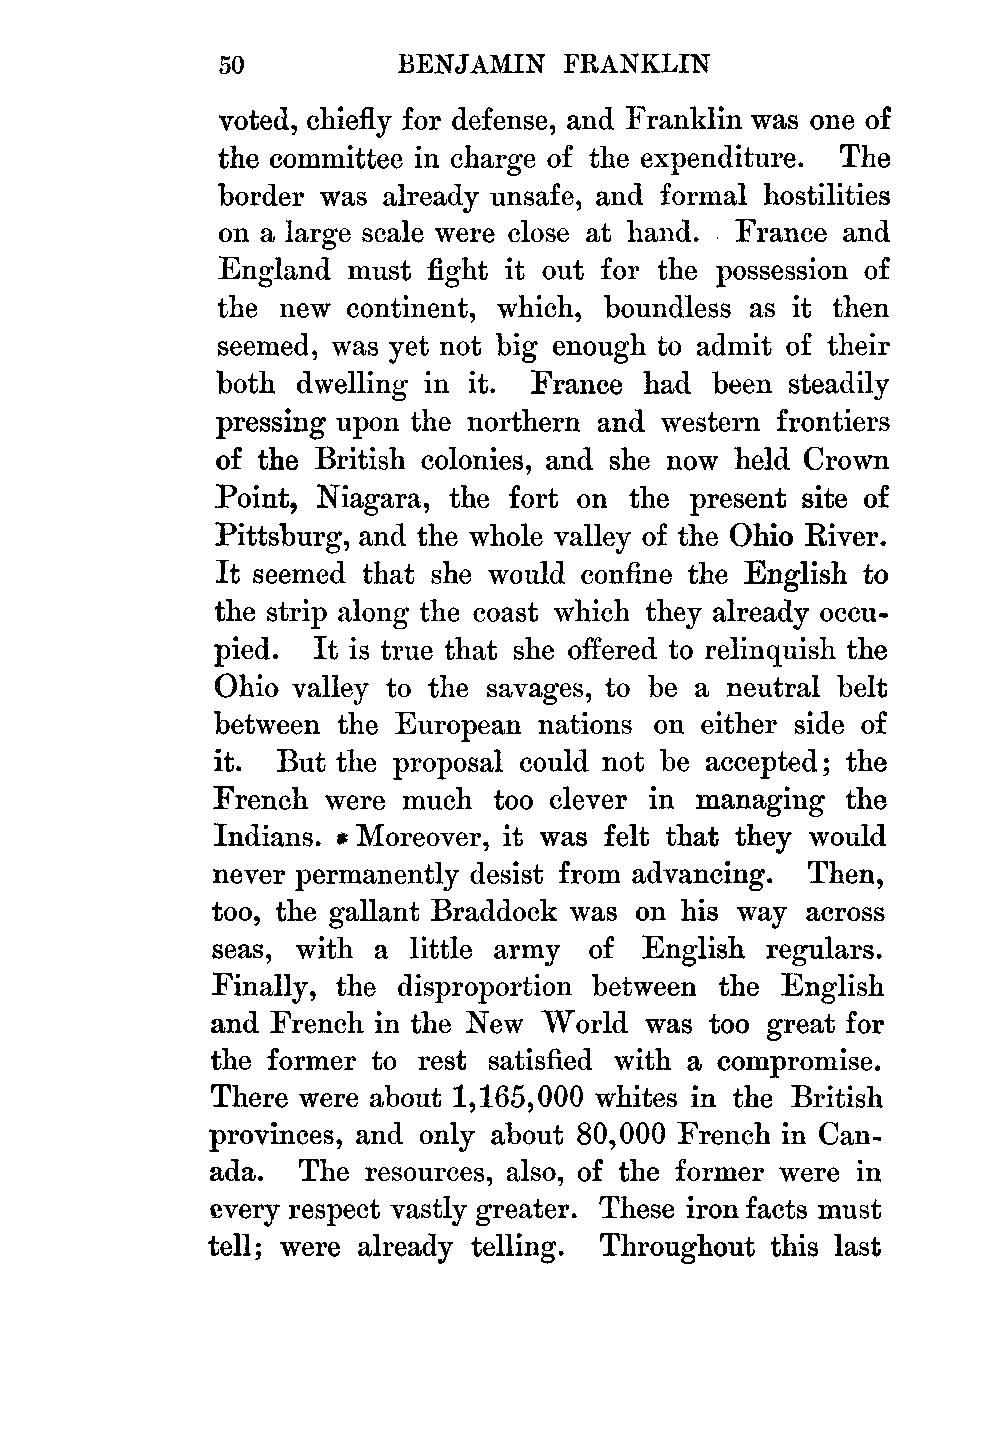 50 BENJAMIN FRANKLIN
voted, chiefly for defense, and Franklin was one of
the committee in charge of the expenditure. The
border was already unsafe, and formal hostilities
on a large scale were close at hand. France and
England must fight it out for the possession of
the new continent, which, boundless as it then
seemed, was yet not big enough to admit of their
both dwelling in it. France had been steadily
pressing upon the northern and western frontiers
of the British colonies, and she now held Crown
Point, Niagara, the fort on the present site of
Pittsburg, and the whole valley of the Ohio River.
It seemed that she would confine the English to
the strip along the coast which they already occu-
pied. It is true that she offered to relinquish the
Ohio valley to the savages, to be a neutral belt
between the European nations on either side of
it. But the proposal could not be accepted; the
French were much too clever in managing the
Indians. Moreover, it was felt that they would
never permanently desist from advancing. Then,
too, the gallant Braddock was on his way across
seas, with a little army of English regulars.
Finally, the disproportion between the English
and French in the New World was too great for
the former to rest satisfied with a compromise.
There were about 1,165,000 whites in the British
provinces, and only about 80,000 French in Can-
ada. The resources, also, of the former were in
every respect vastly greater. These iron facts must
tell; were already telling. Throughout this last